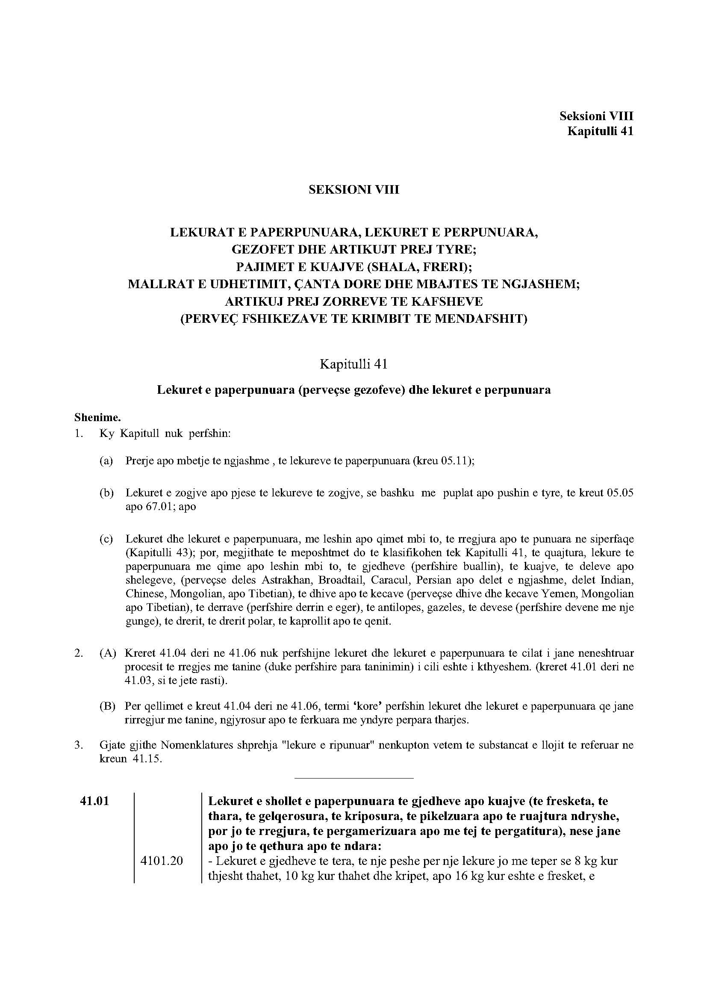 Seksioni VIII
Kapitulli 41
SEKSIONI VIII
LEKURAT E PAPERPUNUARA, LEKURET E PERPUNUARA,
GEZOFET DHE ARTIKUJT PREJ TYRE;
PAJIMET E KUAJVE (SHALA, FRERI);
MALLRAT E UDHETIMIT, ÇANTA DORE DHE MBAJTES TE NGJASHEM;
ARTIKUJ PREJ ZORREVE TE KAFSHEVE
(PERVEÇ FSHIKEZAVE TE KRIMBIT TE MENDAFSHIT)
Kapitulli 41
Lekuret e paperpunuara (perveçse gezofeve) dhe lekuret e perpunuara
Shenime.
1. Ky Kapitull nuk perfshin:
(a) Prerje apo mbetje te ngjashme , te lekureve te paperpunuara (kreu 05.11);
(b) Lekuret e zogjve apo pjese te lekureve te zogjve, se bashku me puplat apo pushin e tyre, te kreut 05.05
apo 67.01; apo
(c) Lekuret dhe lekuret e paperpunuara, me leshin apo qimet mbi to, te rregjura apo te punuara ne siperfaqe
(Kapitulli 43); por, megjithate te meposhtmet do te klasifikohen tek Kapitulli 41, te quajtura, lekure te
paperpunuara me qime apo leshin mbi to, te gjedheve (perfshire buallin), te kuajve, te deleve apo
shelegeve, (perveçse deles Astrakhan, Broadtail, Caracul, Persian apo delet e ngjashme, delet Indian,
Chinese, Mongolian, apo Tibetian), te dhive apo te kecave (perveçse dhive dhe kecave Yemen, Mongolian
apo Tibetian), te derrave (perfshire derrin e eger), te antilopes, gazeles, te devese (perfshire devene me nje
gunge), te drerit, te drerit polar, te kaprollit apo te qenit.
2. (A) Kreret 41.04 deri ne 41.06 nuk perfshijne lekuret dhe lekuret e paperpunuara te cilat i jane neneshtruar
procesit te rregjes me tanine (duke perfshire para taninimin) i cili eshte i kthyeshem. (kreret 41.01 deri ne
41.03, si te jete rasti).
(B) Per qellimet e kreut 41.04 deri ne 41.06, termi ‘kore’ perfshin lekuret dhe lekuret e paperpunuara qe jane
rirregjur me tanine, ngjyrosur apo te ferkuara me yndyre perpara tharjes.
3. Gjate gjithe Nomenklatures shprehja "lekure e ripunuar" nenkupton vetem te substancat e llojit te referuar ne
kreun 41.15.
41.01 Lekuret e shollet e paperpunuara te gjedheve apo kuajve (te fresketa, te
thara, te gelqerosura, te kriposura, te pikelzuara apo te ruajtura ndryshe,
por jo te rregjura, te pergamerizuara apo me tej te pergatitura), nese jane
apo jo te qethura apo te ndara:
4101.20 - Lekuret e gjedheve te tera, te nje peshe per nje lekure jo me teper se 8 kg kur
thjesht thahet, 10 kg kur thahet dhe kripet, apo 16 kg kur eshte e fresket, e